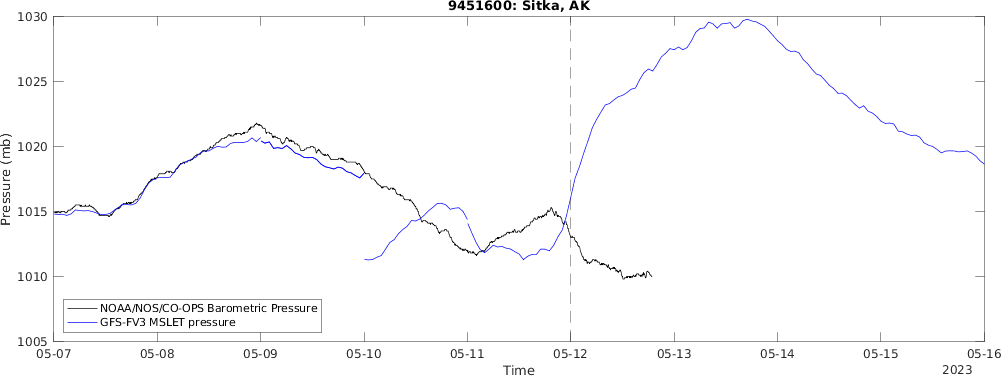 9451600: Sitka, AK
Pressure (mb)
1030
1025
1020
1015
1010
1005
NOAA/NOS/CO-OPS Barometric Pressure
GFS-FV3 MSLET pressure
05-07 05-08 05-09 05-10 05-11 05-12 05-13 05-14 05-15 05-16
Time
2023